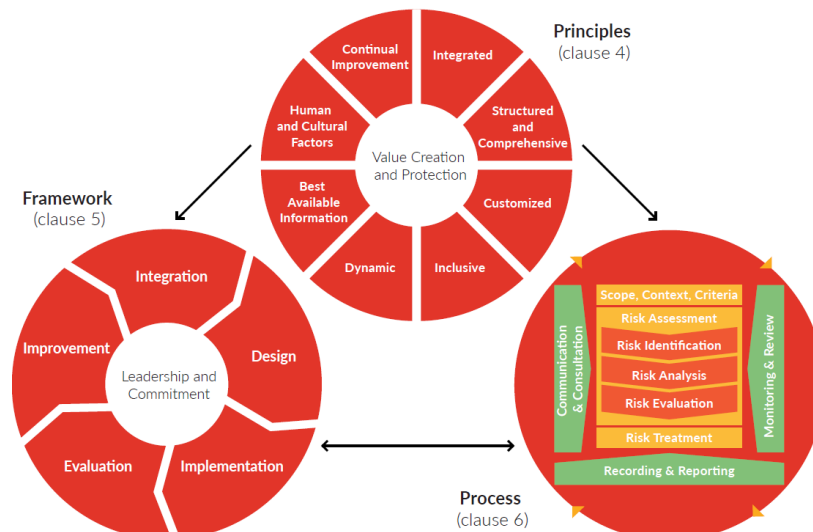 Principles
(clause 4)
Continual
Improvement
Integrated
Human
and Cultural
Factors
Structured
and
Comprehensive
Value Creation
and Protection
Best
Available
Information
Customized
Dynamic
Inclusive
Framework
(clause 5)
Integration
Improvement
Design
Leadership and
Commitment
Evaluation
Implementation
Scope, Context, Criteria
Risk Assessment
Risk Identification
Risk Analysis
Risk Evaluation
Risk Treatment
Communication
& Consultation
Monitoring & Review
Recording & Reporting
Process
(clause 6)